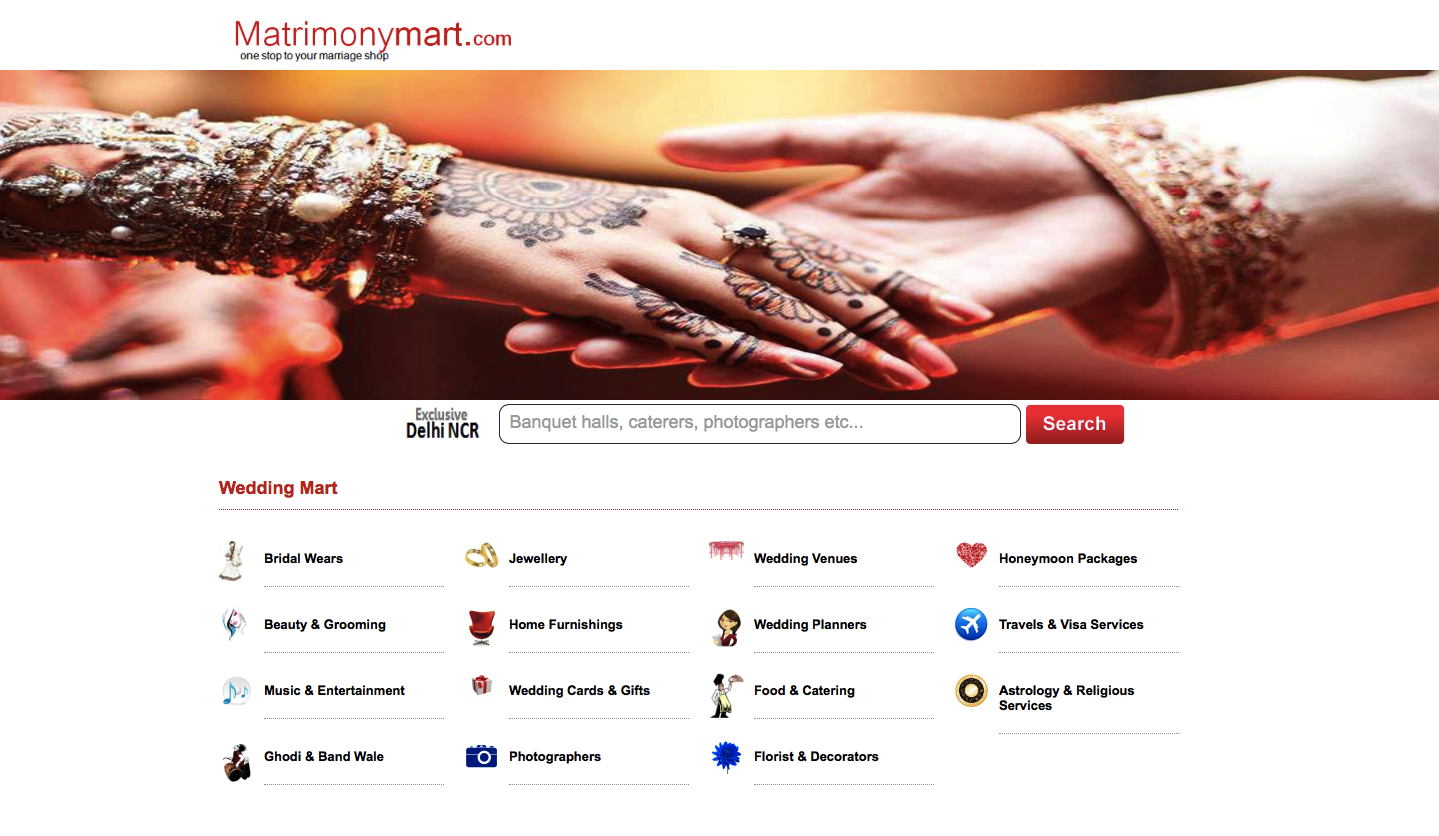 Matrimonymart.com
one stop to your marriage shop
Exclusive
Delhi NCR
Banquet halls, caterers, photographers etc...
Search
Wedding Mart
Bridal Wears
Jewellery
Wedding Venues
Honeymoon Packages
Beauty & Grooming
Home Furnishings
Wedding Planners
Travels & Visa Services
Music & Entertainment
Wedding Cards & Gifts
Food & Catering
Astrology & Religious
Services
Ghodi & Band Wale
Photographers
Florist & Decorators